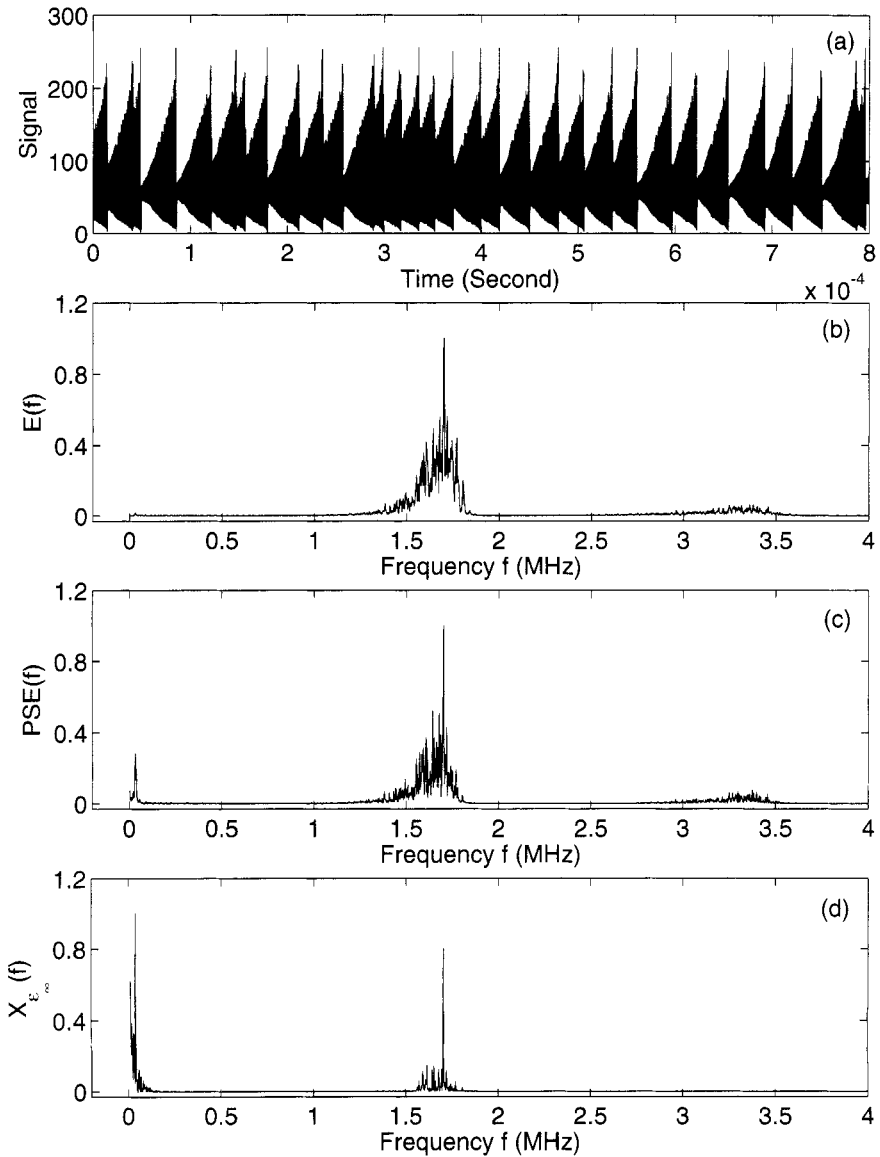 (a)
300
200
100
0
Signal
0 1 2 3 4 5 6 7 8
Time (Second)
x 10^-4
(b)
1.2
0.8
0.4
0
E(f)
0 0.5 1 1.5 2 2.5 3 3.5 4
Frequency f (MHz)
(c)
1.2
0.8
0.4
0
PSE(f)
0 0.5 1 1.5 2 2.5 3 3.5 4
Frequency f (MHz)
(d)
1.2
0.8
0.4
0
X_ε_∞ (f)
0 0.5 1 1.5 2 2.5 3 3.5 4
Frequency f (MHz)